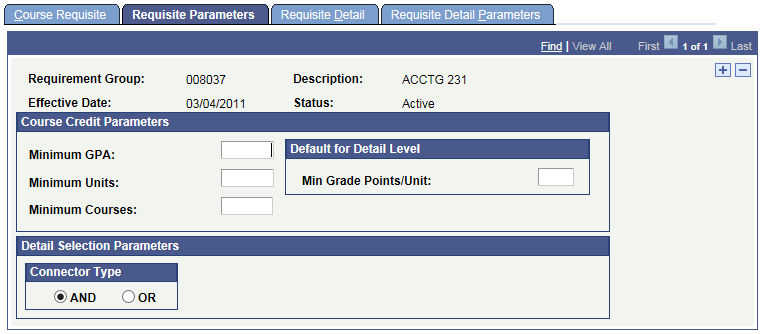 Course Requisite Requisite Parameters Requisite Detail Requisite Detail Parameters
Find | View All First 1 of 1 Last
Requirement Group: 008037 Description: ACCTG 231
Effective Date: 03/04/2011 Status: Active
Course Credit Parameters
Minimum GPA:
Minimum Units:
Minimum Courses:
Default for Detail Level
Min Grade Points/Unit:
Detail Selection Parameters
Connector Type
AND OR